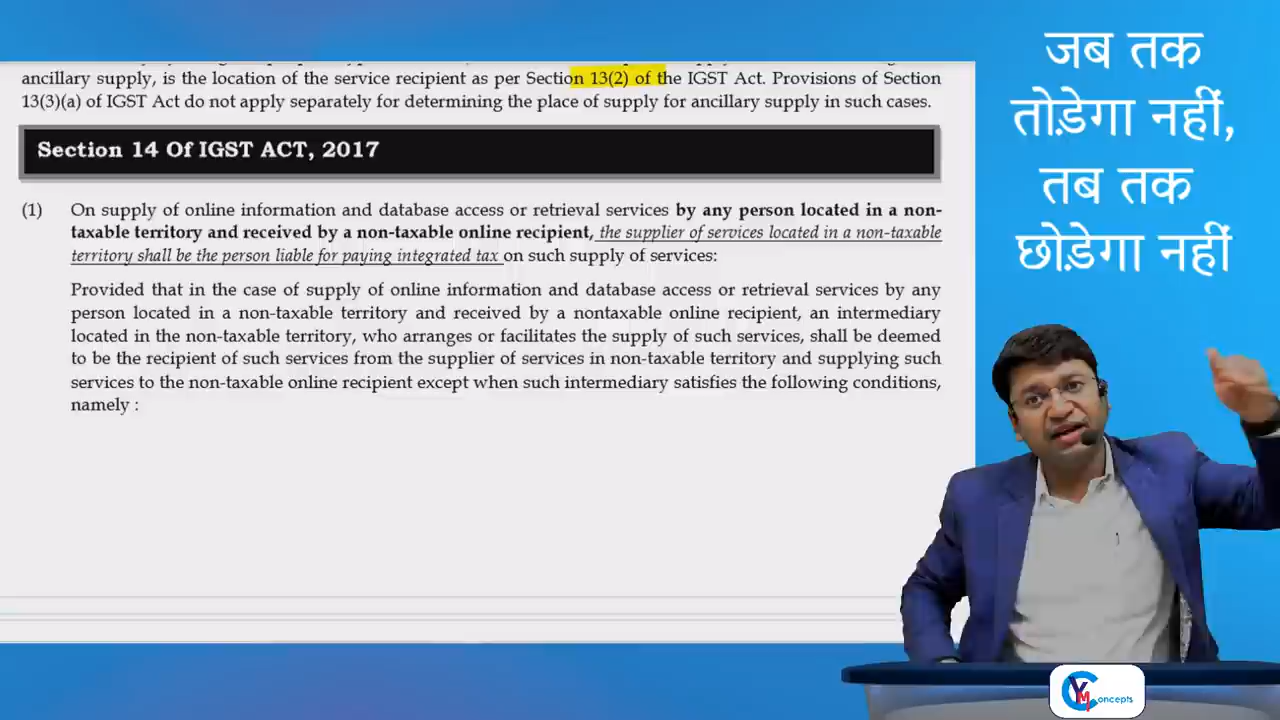 ancillary supply, is the location of the service recipient as per Section 13(2) of the IGST Act. Provisions of Section
13(3)(a) of IGST Act do not apply separately for determining the place of supply for ancillary supply in such cases.
Section 14 Of IGST ACT, 2017
(1) On supply of online information and database access or retrieval services by any person located in a non-
taxable territory and received by a non-taxable online recipient, the supplier of services located in a non-taxable
territory shall be the person liable for paying integrated tax on such supply of services:
Provided that in the case of supply of online information and database access or retrieval services by any
person located in a non-taxable territory and received by a nontaxable online recipient, an intermediary
located in the non-taxable territory, who arranges or facilitates the supply of such services, shall be deemed
to be the recipient of such services from the supplier of services in non-taxable territory and supplying such
services to the non-taxable online recipient except when such intermediary satisfies the following conditions,
namely :
जब तक
तोड़ेगा नहीं,
तब तक
छोड़ेगा नहीं
YM Concepts